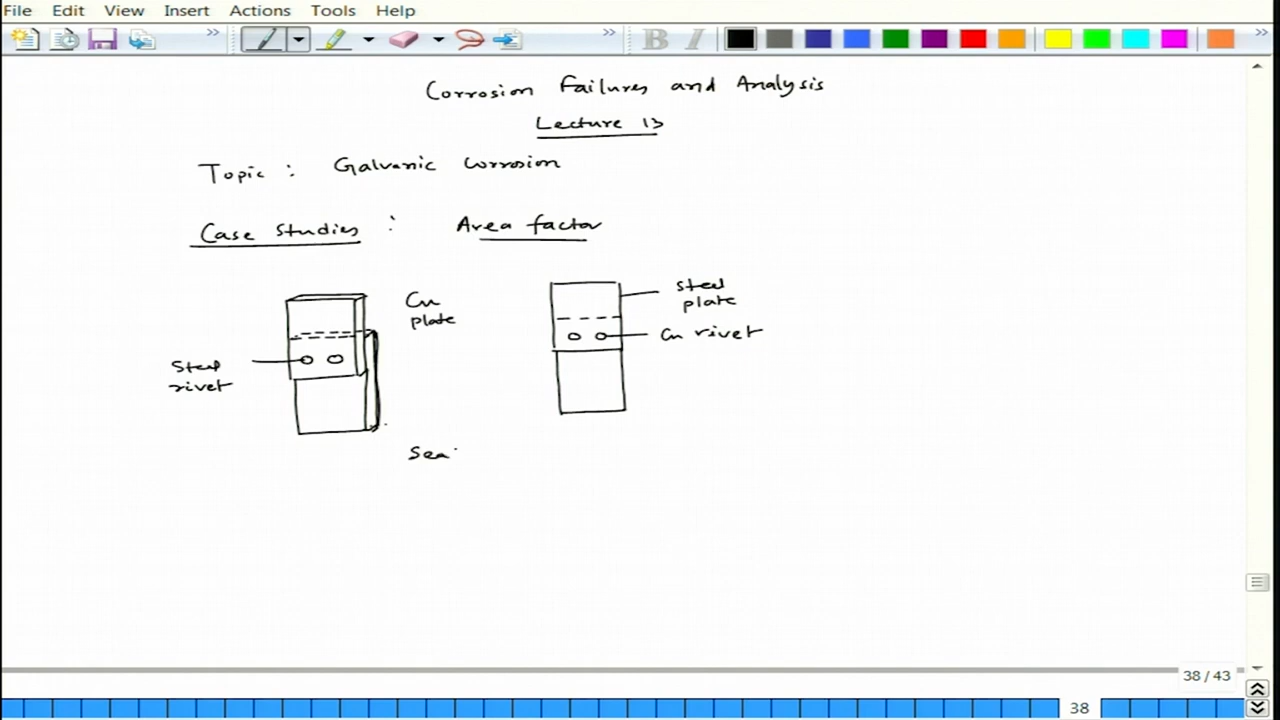 File Edit View Insert Actions Tools Help
B I
Corrosion Failures and Analysis
Lecture 13
Topic : Galvanic Corrosion
Case Studies : Area factor
Cu
plate
Steel
rivet
Steel
plate
Cu rivet
Sea
38 / 43
38